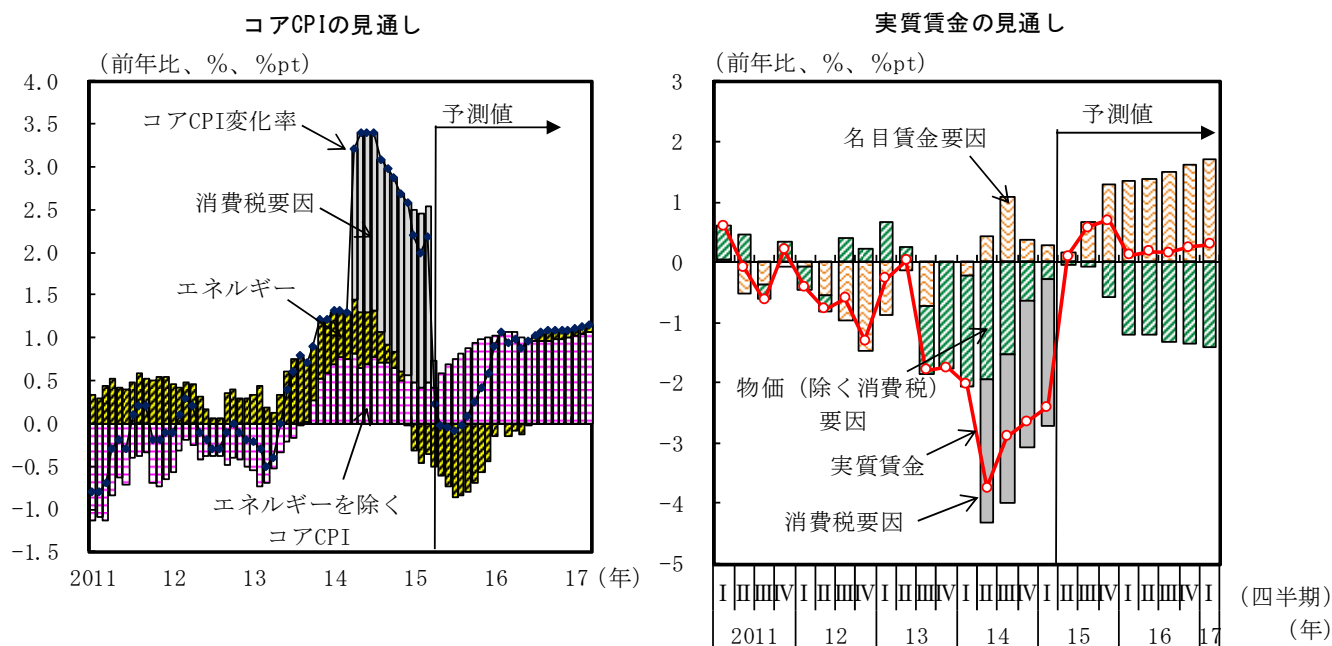 コアCPIの見通し
(前年比、%、%pt)
4.0
3.5
3.0
2.5
2.0
1.5
1.0
0.5
0.0
-0.5
-1.0
-1.5
コアCPI変化率
予測値
消費税要因
エネルギー
エネルギーを除く
コアCPI
2011 12 13 14 15 16 17 (年)
実質賃金の見通し
(前年比、%、%pt)
3
2
1
0
-1
-2
-3
-4
-5
予測値
名目賃金要因
物価（除く消費税）
要因
実質賃金
消費税要因
Ⅰ Ⅱ Ⅲ Ⅳ Ⅰ Ⅱ Ⅲ Ⅳ Ⅰ Ⅱ Ⅲ Ⅳ Ⅰ Ⅱ Ⅲ Ⅳ Ⅰ Ⅱ Ⅲ Ⅳ Ⅰ Ⅱ Ⅲ Ⅳ Ⅰ (四半期)
2011 12 13 14 15 16 17 (年)